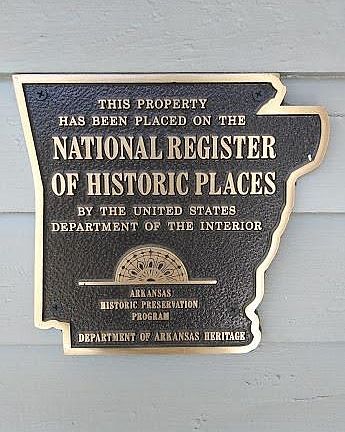 THIS PROPERTY
HAS BEEN PLACED ON THE
NATIONAL REGISTER
OF HISTORIC PLACES
BY THE UNITED STATES
DEPARTMENT OF THE INTERIOR
ARKANSAS
HISTORIC PRESERVATION
PROGRAM
DEPARTMENT OF ARKANSAS HERITAGE